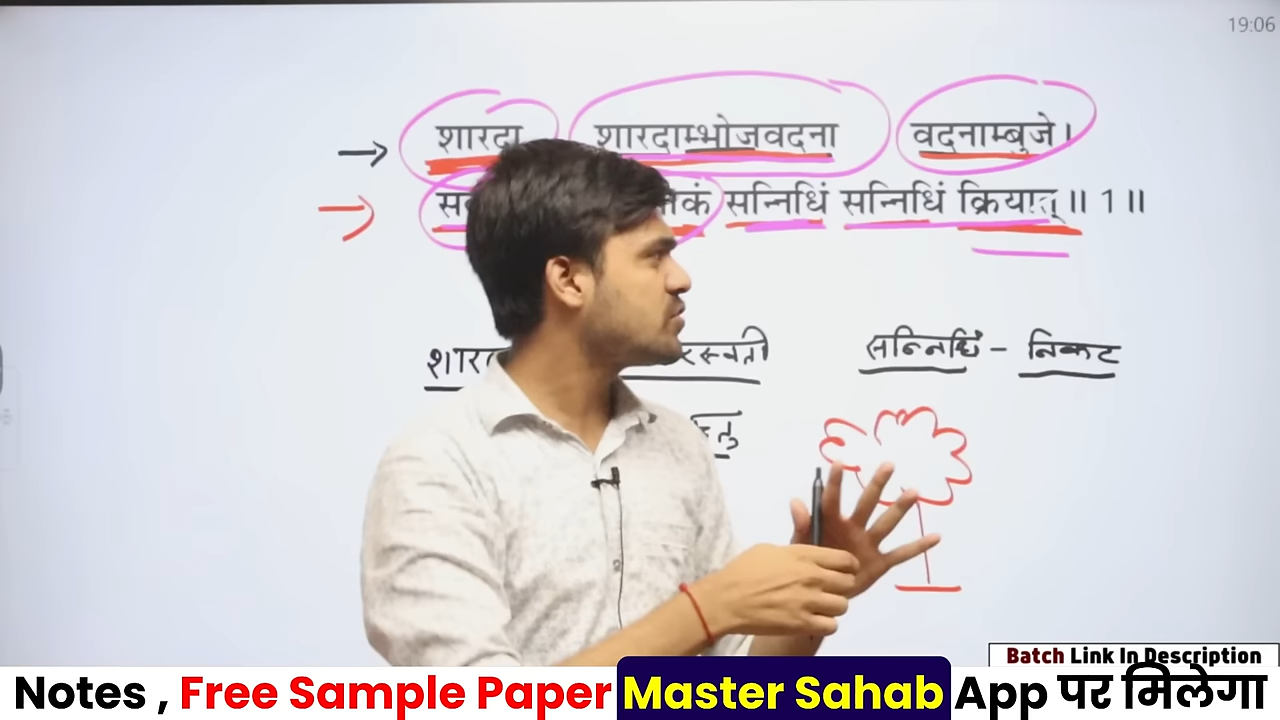 19:06
शारदा शारदाम्भोजवदना वदनाम्बुजे।
सन्निधिं सन्निधिं क्रियात्॥ 1॥
सन्निधिं - निकट
Batch Link In Description
Notes , Free Sample Paper Master Sahab App पर मिलेगा